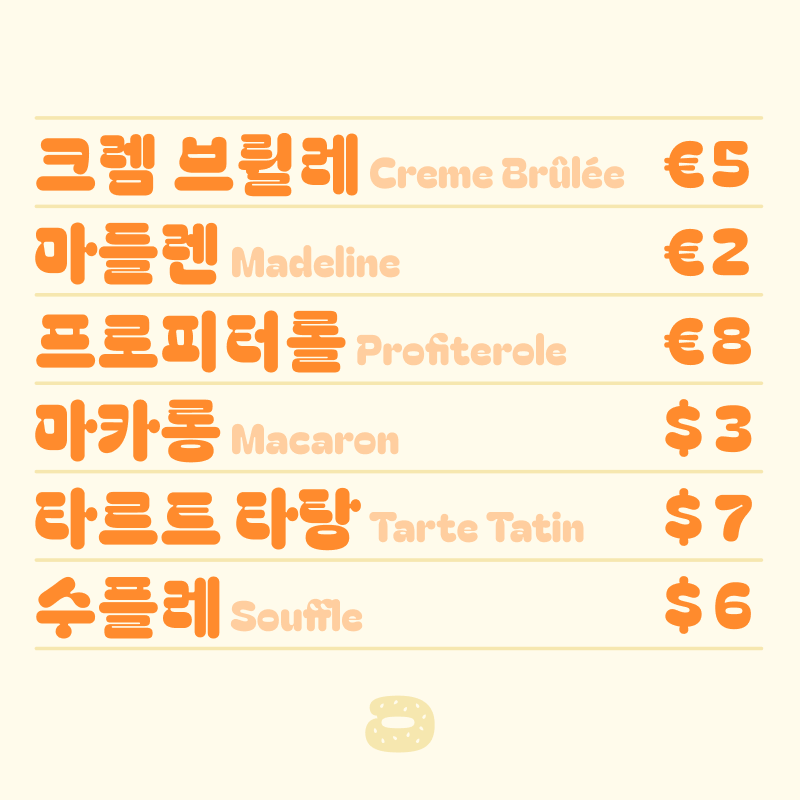 크렘 브륄레 Creme Brûlée €5
마들렌 Madeline €2
프로피터롤 Profiterole €8
마카롱 Macaron $3
타르트 타탕 Tarte Tatin $7
수플레 Souffle $6